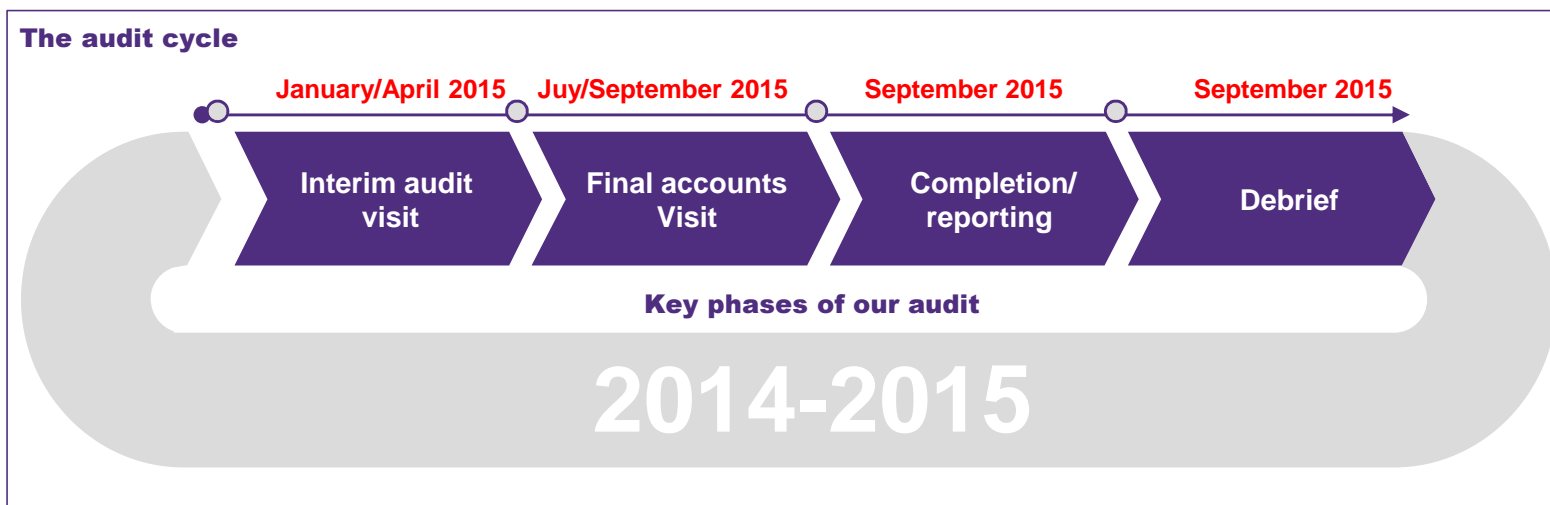 The audit cycle
January/April 2015 Juy/September 2015 September 2015 September 2015
Interim audit
visit
Final accounts
Visit
Completion/
reporting
Debrief
Key phases of our audit
2014-2015